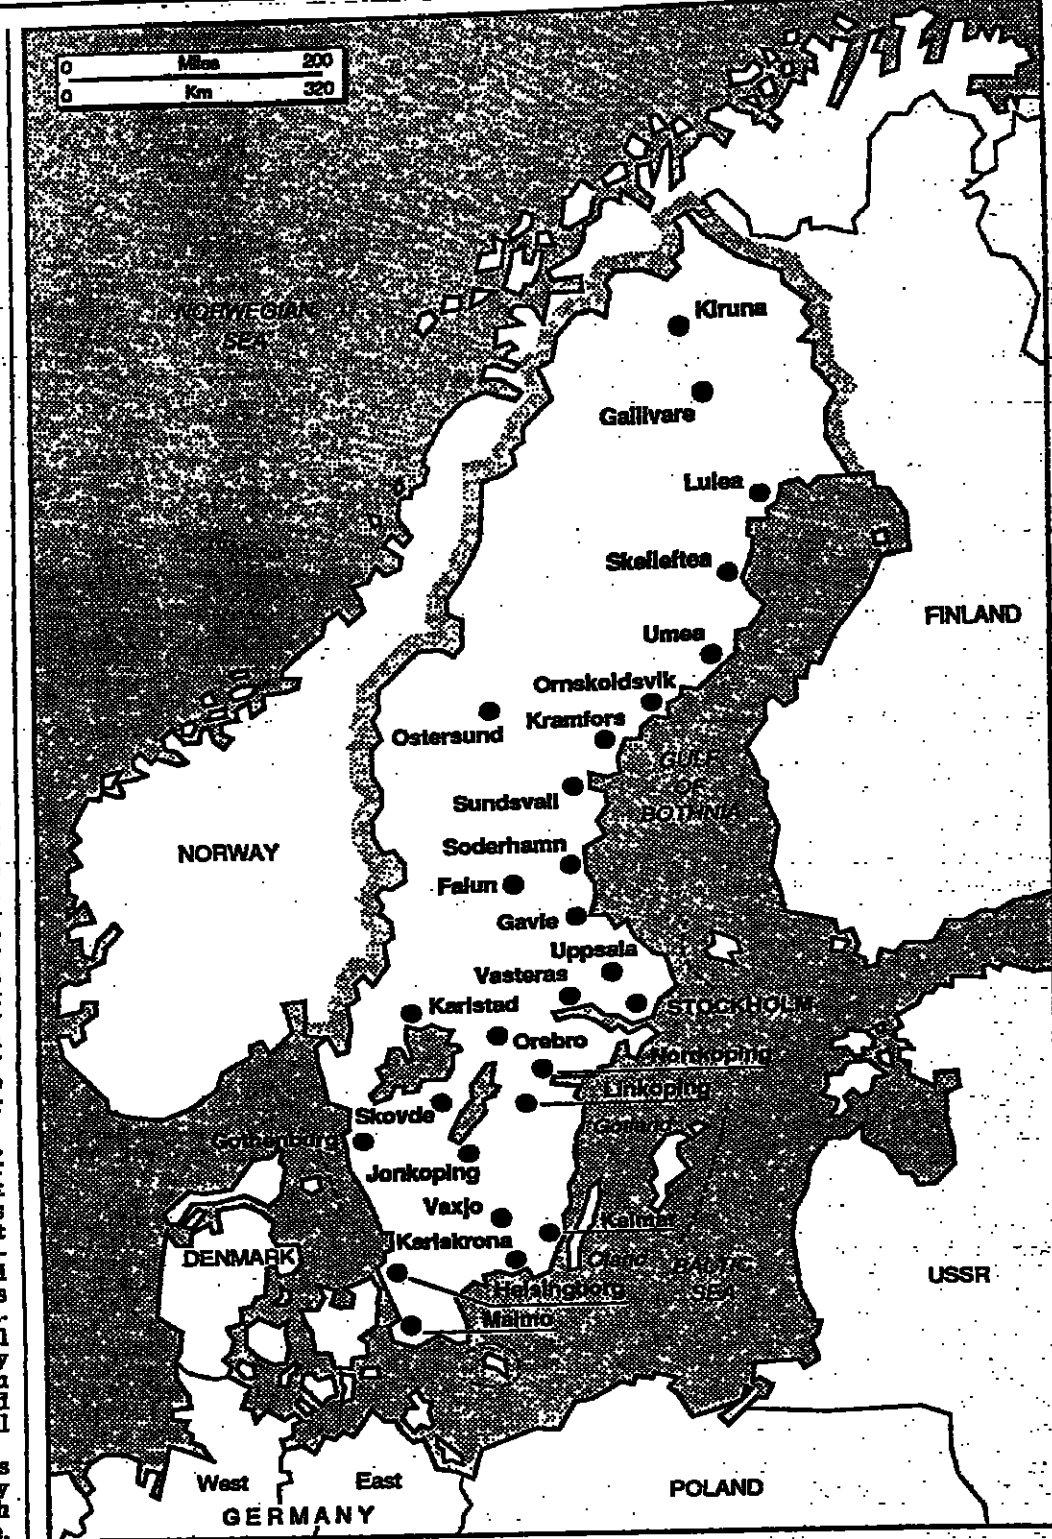 0 Miles 200
0 Km 320
NORWEGIAN
SEA
Kiruna
Gallivare
Lulea
Skelleftea
FINLAND
Umea
Ornskoldsvik
Kramfors
Ostersund
GULF
OF
BOTHNIA
Sundsvall
Soderhamn
NORWAY
Falun
Gavle
Uppsala
Vasteras
Karlstad
STOCKHOLM
Orebro
Norrkoping
Linkoping
Skovde
Gotland
Gothenburg
Jonkoping
Vaxjo
Kalmar
Karlskrona
DENMARK
Oland
BALTIC
SEA
USSR
Helsingborg
Malmo
West
East
POLAND
GERMANY